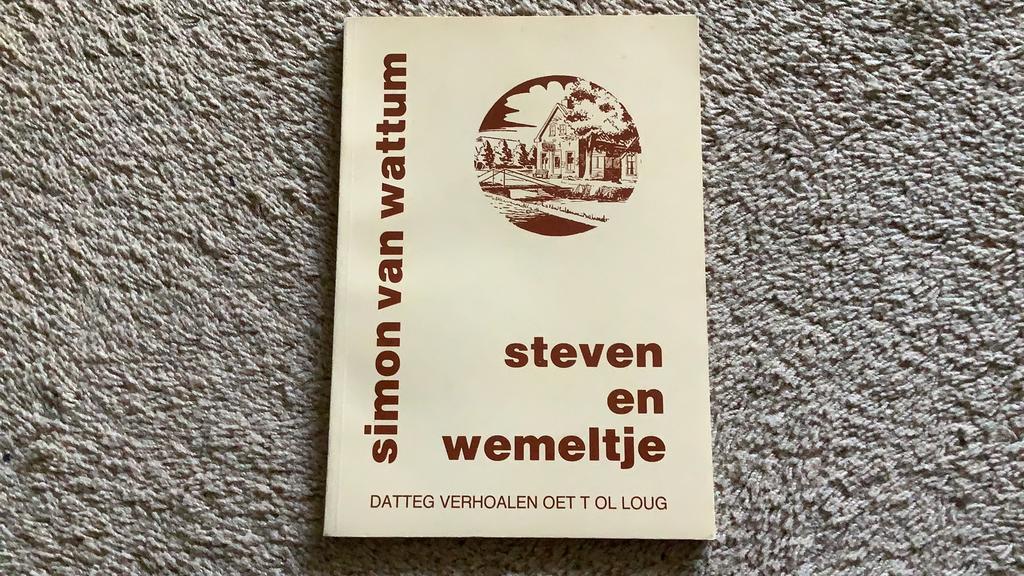 simon van wattum
steven
en
wemeltje
DATTEG VERHOALEN OET T OL LOUG